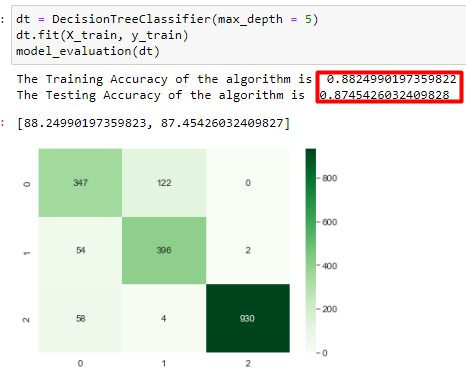 : dt = DecisionTreeClassifier(max_depth = 5)
dt.fit(X_train, y_train)
model_evaluation(dt)
The Training Accuracy of the algorithm is 0.8824990197359822
The Testing Accuracy of the algorithm is 0.8745426032409828
: [88.24990197359823, 87.45426032409827]
0 347 122 0
1 54 396 2
2 58 4 930
0 1 2
800
600
400
200
0